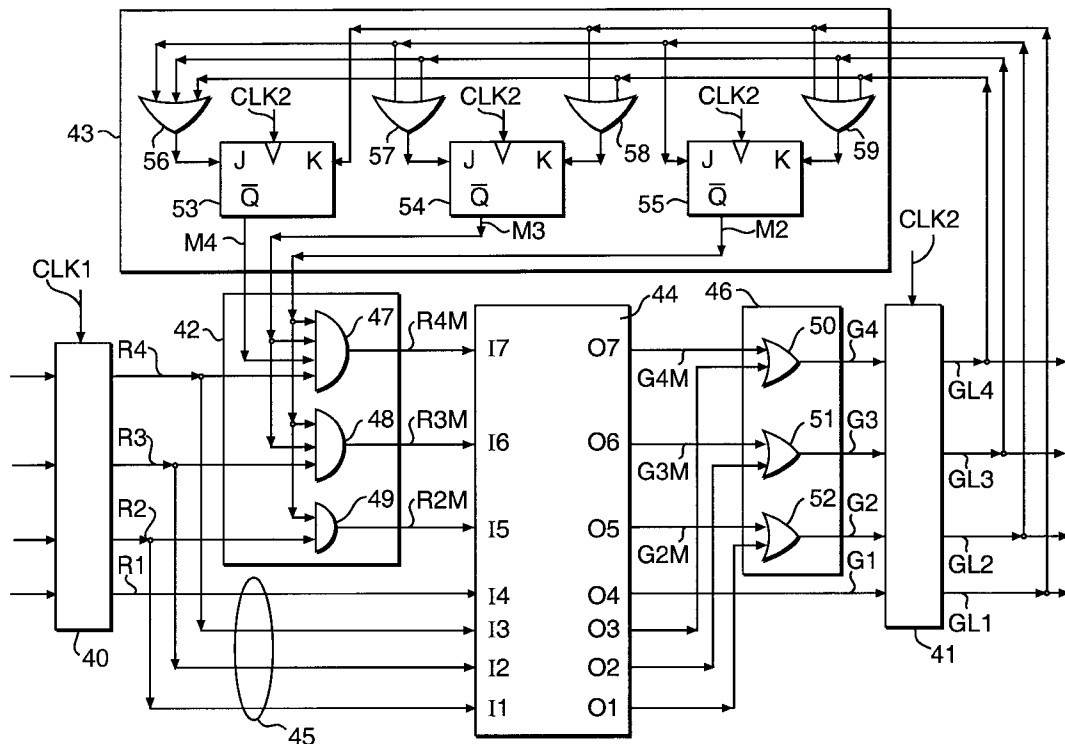 CLK2
CLK2
CLK2
43
56
57
58
59
J
K
J
K
J
K
Q̅
Q̅
Q̅
53
54
55
M4
M3
M2
CLK2
CLK1
42
47
R4M
44
46
50
G4
R4
I7
O7
G4M
GL4
R3
48
R3M
I6
O6
G3M
51
G3
GL3
R2
49
R2M
I5
O5
G2M
52
G2
GL2
R1
I4
O4
G1
GL1
I3
O3
40
I2
O2
41
I1
O1
45